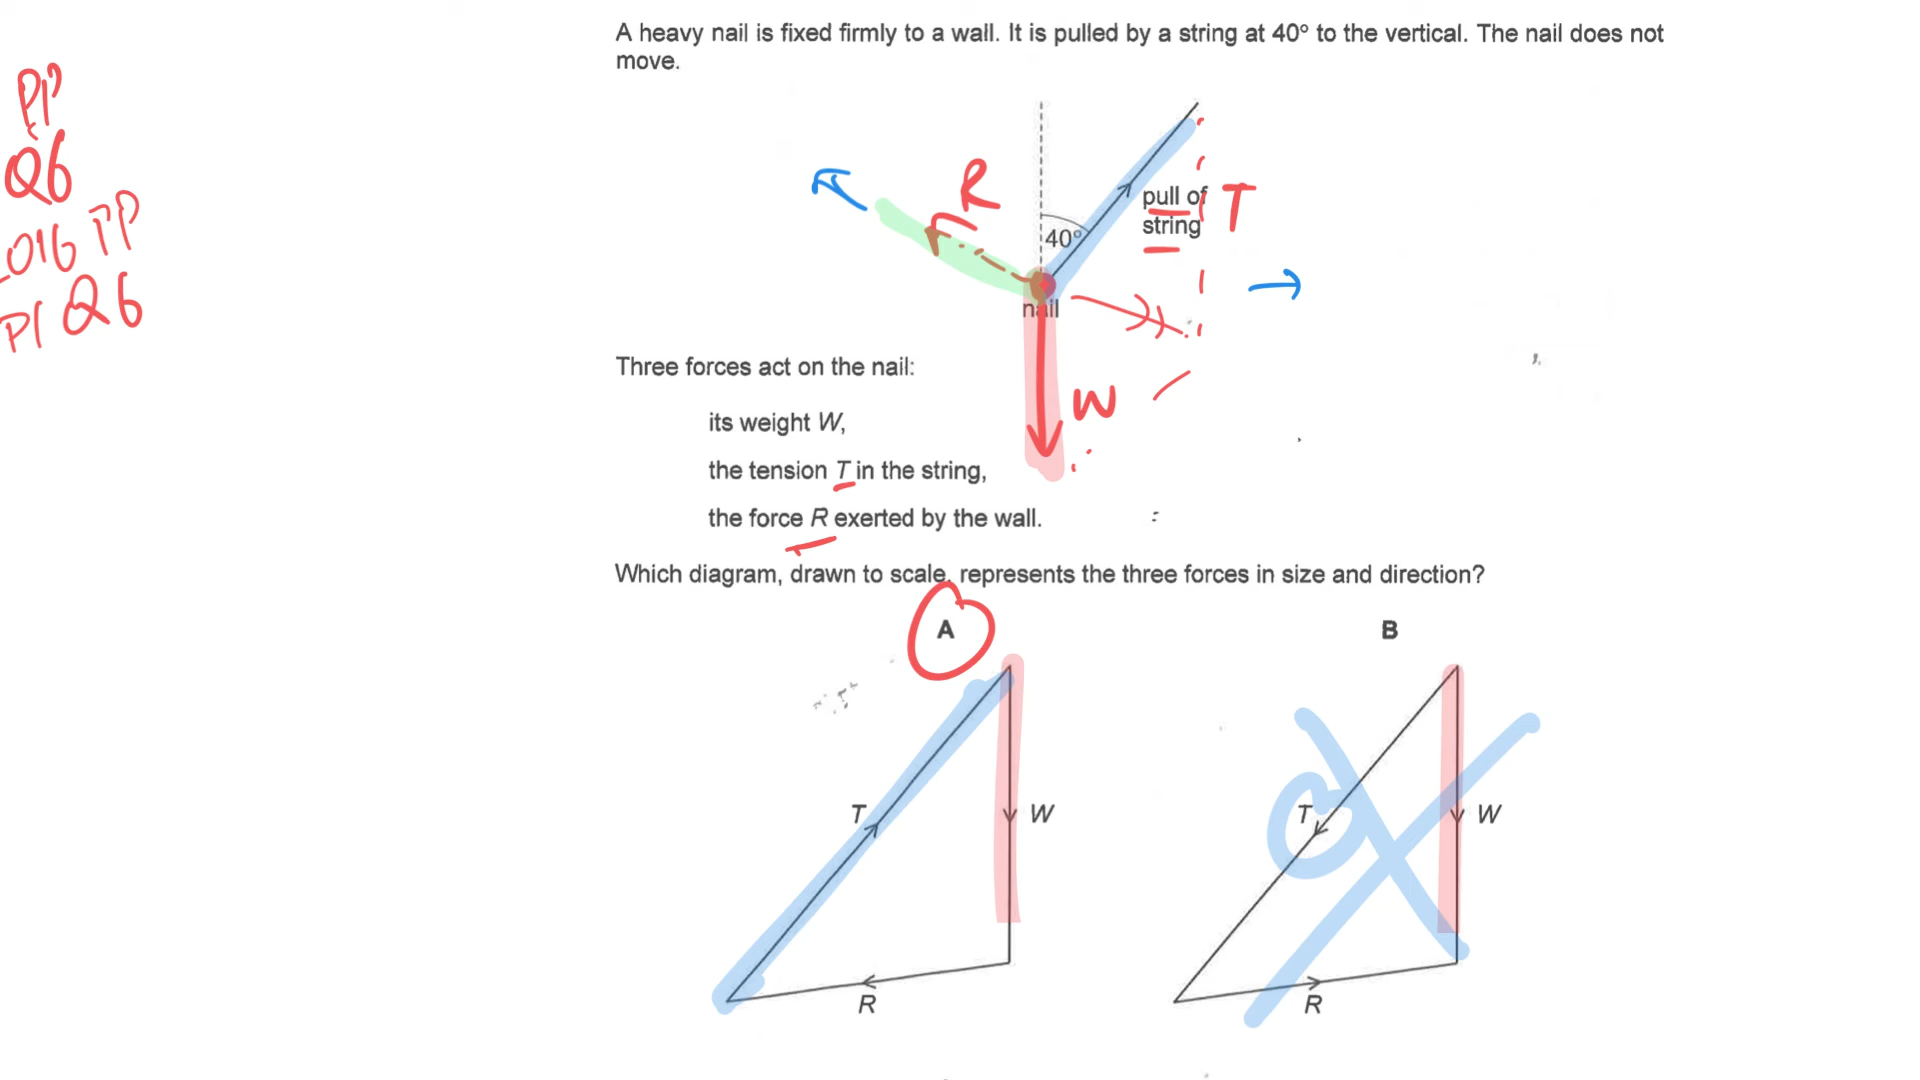 A heavy nail is fixed firmly to a wall. It is pulled by a string at 40° to the vertical. The nail does not
move.
PP
Q6
2016 PP
P1 Q6
R
pull of
string
T
40°
nail
W
Three forces act on the nail:
its weight W,
the tension T in the string,
the force R exerted by the wall.
Which diagram, drawn to scale, represents the three forces in size and direction?
A
B
T
W
T
W
R
R